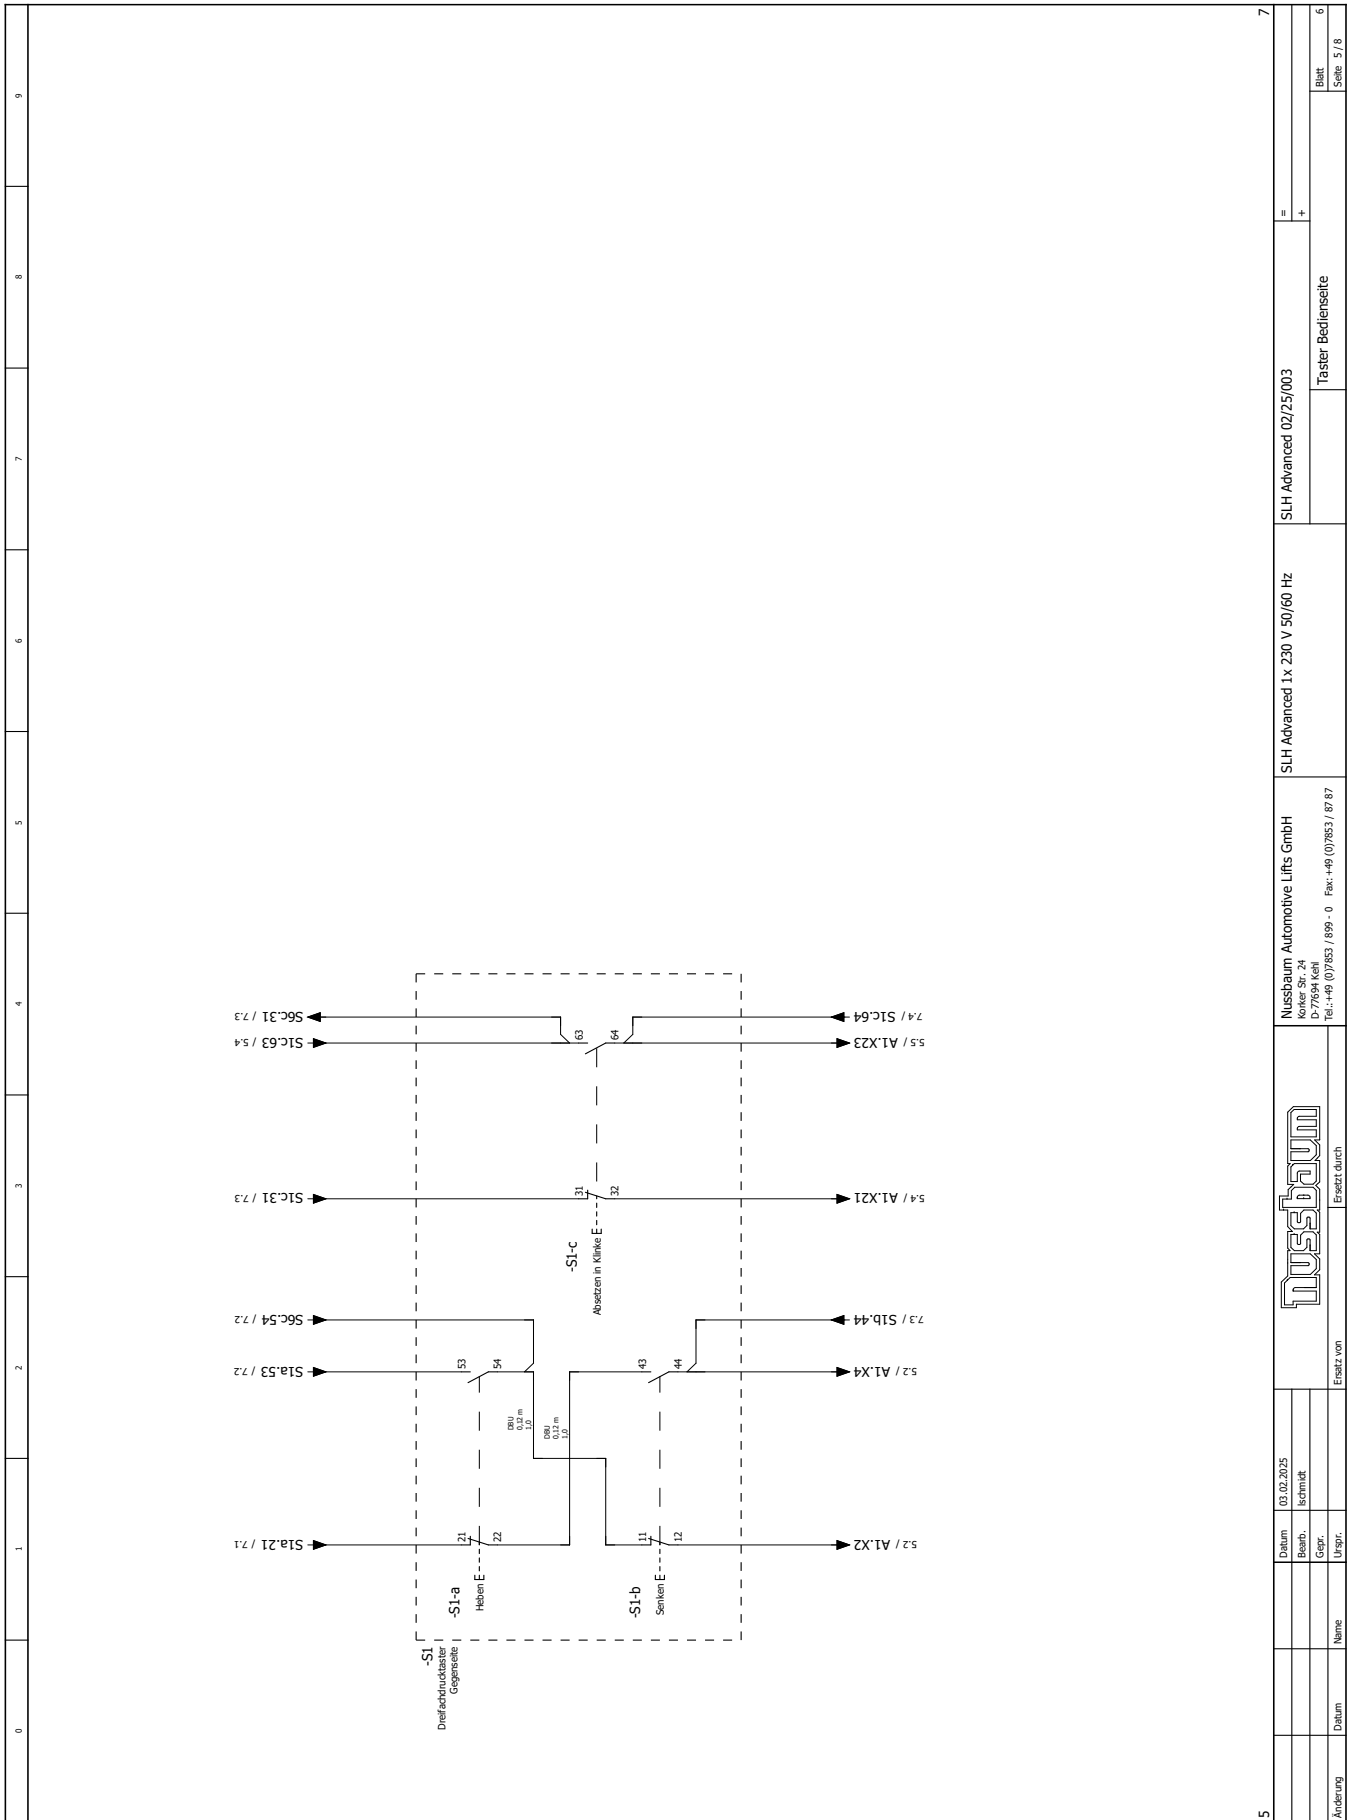 0
1
2
3
4
5
6
7
8
9
S1a.21 / 7.1
S1a.53 / 7.2
S6c.54 / 7.2
S1c.31 / 7.3
S1c.63 / 5.4
S6c.31 / 7.3
-S1
Dreifachdrucktaster
Gegenseite
-S1-a
Heben
21
22
53
54
DBU
0,12 m
1,0
DBU
0,12 m
1,0
-S1-c
Absetzen in Klinke
31
32
63
64
-S1-b
Senken
11
12
43
44
A1.X2 / 5.2
A1.X4 / 5.2
S1b.44 / 7.3
A1.X21 / 5.4
A1.X23 / 5.5
S1c.64 / 7.4
5
7
Änderung
Datum
Name
Datum
03.02.2025
Bearb.
lschmidt
Gepr.
Urspr.
Ersatz von
Ersetzt durch
nussbaum
Nussbaum Automotive Lifts GmbH
Korker Str. 24
D-77694 Kehl
Tel.:+49 (0)7853 / 899 - 0 Fax: +49 (0)7853 / 87 87
SLH Advanced 1x 230 V 50/60 Hz
SLH Advanced 02/25/003
Taster Bedienseite
=
+
Blatt 6
Seite 5 / 8